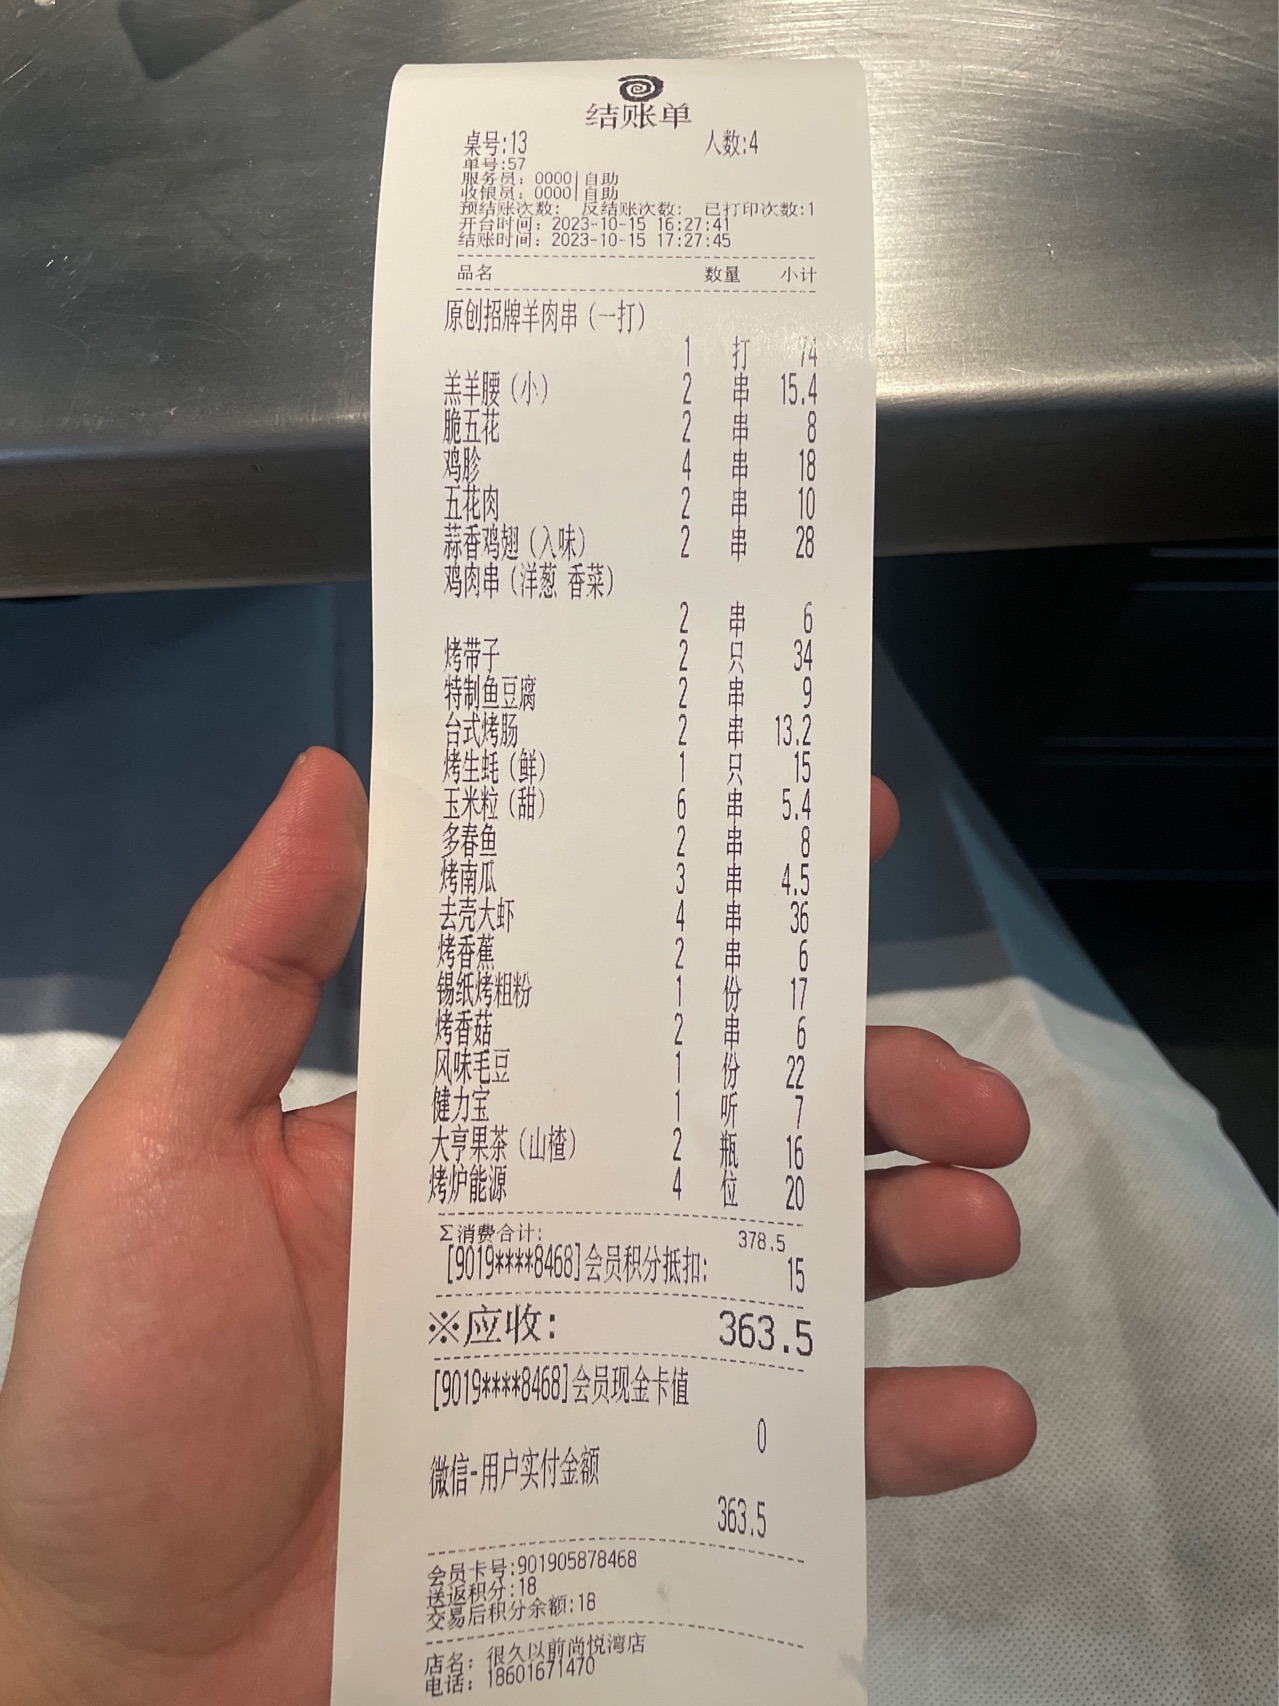 结账单
桌号:13 人数:4
单号:57
服务员: 0000|自助
收银员: 0000|自助
预结账次数: 反结账次数: 已打印次数:1
开台时间: 2023-10-15 16:27:41
结账时间: 2023-10-15 17:27:45
品名 数量 小计
原创招牌羊肉串(一打)
1 打 74
羔羊腰(小) 2 串 15.4
脆五花 2 串 8
鸡胗 4 串 18
五花肉 2 串 10
蒜香鸡翅(入味) 2 串 28
鸡肉串(洋葱 香菜)
2 串 6
烤带子 2 只 34
特制鱼豆腐 2 串 9
台式烤肠 2 串 13.2
烤生蚝(鲜) 1 只 15
玉米粒(甜) 6 串 5.4
多春鱼 2 串 8
烤南瓜 3 串 4.5
去壳大虾 4 串 36
烤香蕉 2 串 6
锡纸烤粗粉 1 份 17
烤香菇 2 串 6
风味毛豆 1 份 22
健力宝 1 听 7
大亨果茶(山楂) 2 瓶 16
烤炉能源 4 位 20
Σ消费合计: 378.5
[9019****8468]会员积分抵扣: 15
※应收: 363.5
[9019****8468]会员现金卡值
0
微信-用户实付金额
363.5
会员卡号:901905878468
送返积分:18
交易后积分余额:18
店名: 很久以前尚悦湾店
电话: 18601671470